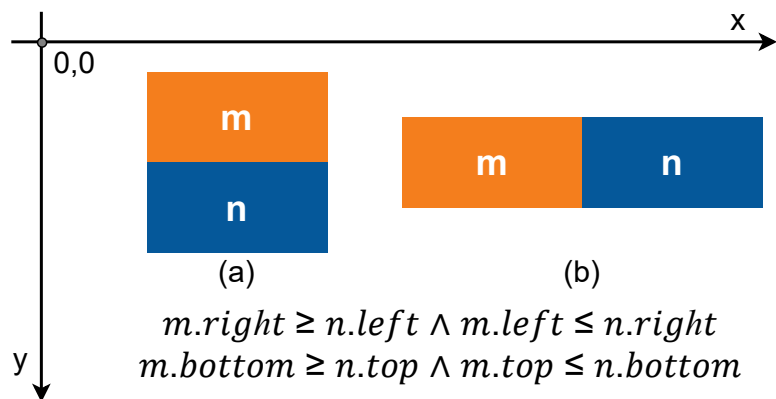 x
0,0
m
n
(a)
m
n
(b)
m.right ≥ n.left ∧ m.left ≤ n.right
m.bottom ≥ n.top ∧ m.top ≤ n.bottom
y